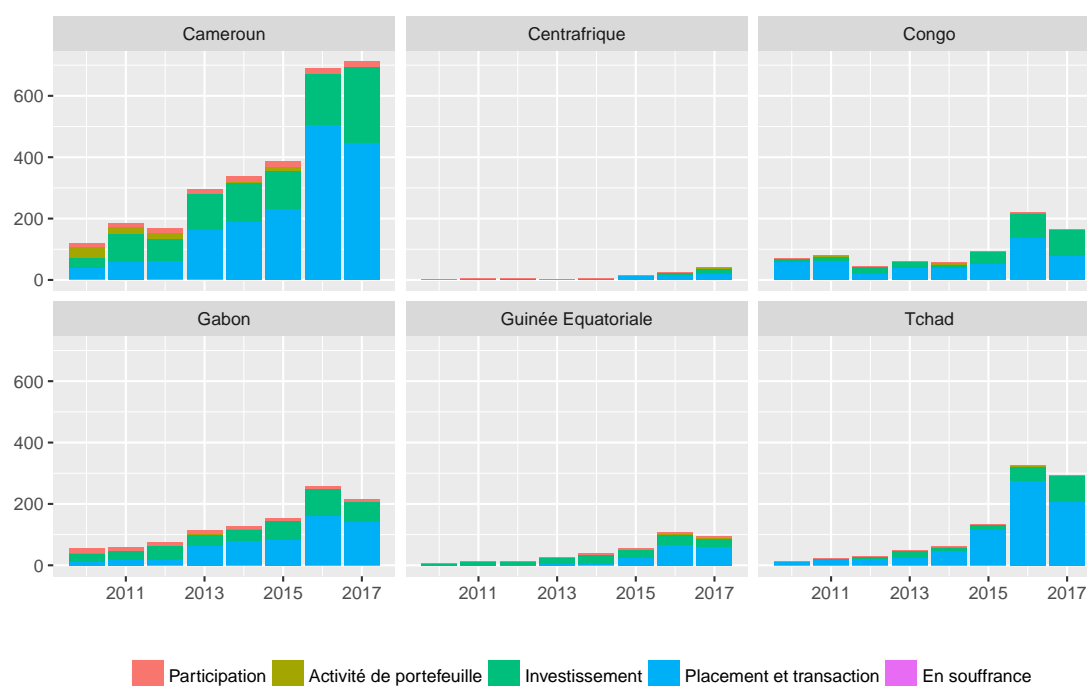 Cameroun
Centrafrique
Congo
600
400
200
0
Gabon
Guinée Equatoriale
Tchad
600
400
200
0
2011 2013 2015 2017
2011 2013 2015 2017
2011 2013 2015 2017
Participation Activité de portefeuille Investissement Placement et transaction En souffrance